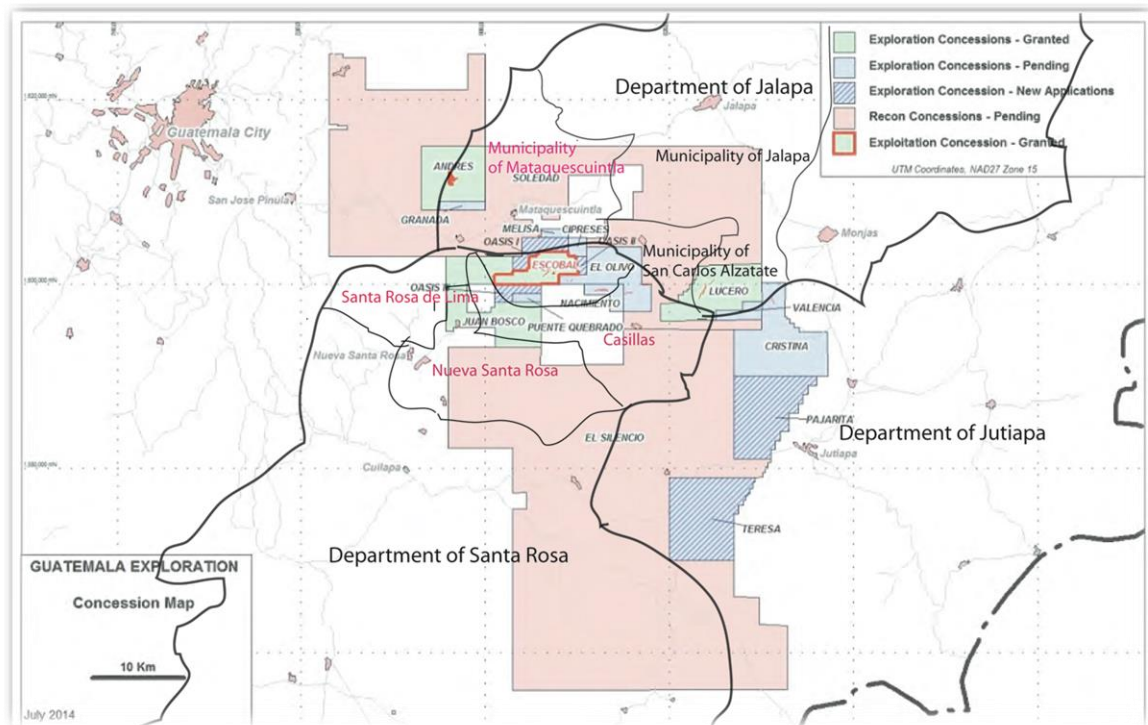 Exploration Concessions - Granted
Exploration Concessions - Pending
Exploration Concession - New Applications
Recon Concessions - Pending
Exploitation Concession - Granted
UTM Coordinates, NAD27 Zone 15
Department of Jalapa
Jalapa
Guatemala City
Municipality
of Mataquescuintla
Municipality of Jalapa
ANDRES
SOLEDAD
San Jose Pinula
GRANADA
Mataquescuintla
MELISA
CIPRESES
Monjas
OASIS I
OASIS II
Municipality of
San Carlos Alzatate
ESCOBAL
EL OLIVO
LUCERO
Santa Rosa de Lima
NACIMIENTO
VALENCIA
JUAN BOSCO
PUENTE QUEBRADO
Casillas
CRISTINA
Nueva Santa Rosa
Nueva Santa Rosa
PAJARITA
Department of Jutiapa
EL SILENCIO
Jutiapa
Cuilapa
TERESA
Department of Santa Rosa
GUATEMALA EXPLORATION
Concession Map
10 Km
July 2014